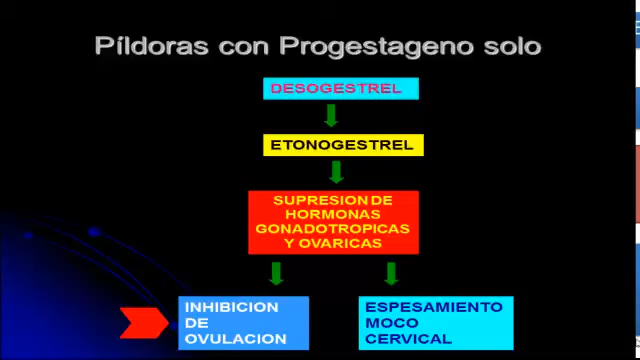 Píldoras con Progestageno solo
DESOGESTREL
ETONOGESTREL
SUPRESION DE
HORMONAS
GONADOTROPICAS
Y OVARICAS
INHIBICION
DE
OVULACION
ESPESAMIENTO
MOCO
CERVICAL